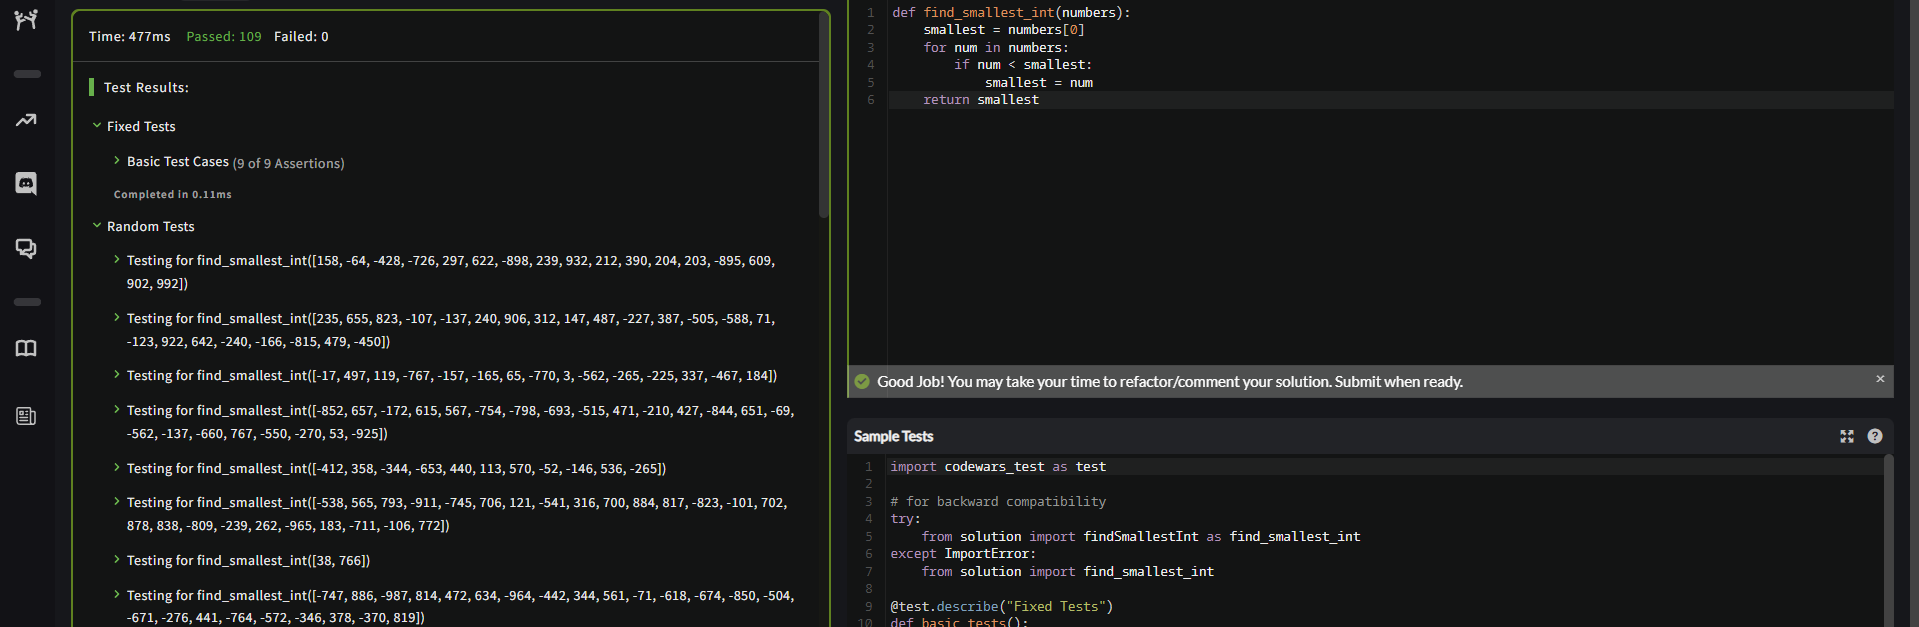 Time: 477ms Passed: 109 Failed: 0
Test Results:
Fixed Tests
Basic Test Cases (9 of 9 Assertions)
Completed in 0.11ms
Random Tests
Testing for find_smallest_int([158, -64, -428, -726, 297, 622, -898, 239, 932, 212, 390, 204, 203, -895, 609,
902, 992])
Testing for find_smallest_int([235, 655, 823, -107, -137, 240, 906, 312, 147, 487, -227, 387, -505, -588, 71,
-123, 922, 642, -240, -166, -815, 479, -450])
Testing for find_smallest_int([-17, 497, 119, -767, -157, -165, 65, -770, 3, -562, -265, -225, 337, -467, 184])
Testing for find_smallest_int([-852, 657, -172, 615, 567, -754, -798, -693, -515, 471, -210, 427, -844, 651, -69,
-562, -137, -660, 767, -550, -270, 53, -925])
Testing for find_smallest_int([-412, 358, -344, -653, 440, 113, 570, -52, -146, 536, -265])
Testing for find_smallest_int([-538, 565, 793, -911, -745, 706, 121, -541, 316, 700, 884, 817, -823, -101, 702,
878, 838, -809, -239, 262, -965, 183, -711, -106, 772])
Testing for find_smallest_int([38, 766])
Testing for find_smallest_int([-747, 886, -987, 814, 472, 634, -964, -442, 344, 561, -71, -618, -674, -850, -504,
-671, -276, 441, -764, -572, -346, 378, -370, 819])
1 def find_smallest_int(numbers):
2     smallest = numbers[0]
3     for num in numbers:
4         if num < smallest:
5             smallest = num
6     return smallest
Good Job! You may take your time to refactor/comment your solution. Submit when ready.
Sample Tests
1 import codewars_test as test
2
3 # for backward compatibility
4 try:
5     from solution import findSmallestInt as find_smallest_int
6 except ImportError:
7     from solution import find_smallest_int
8
9 @test.describe("Fixed Tests")
10 def basic_tests():